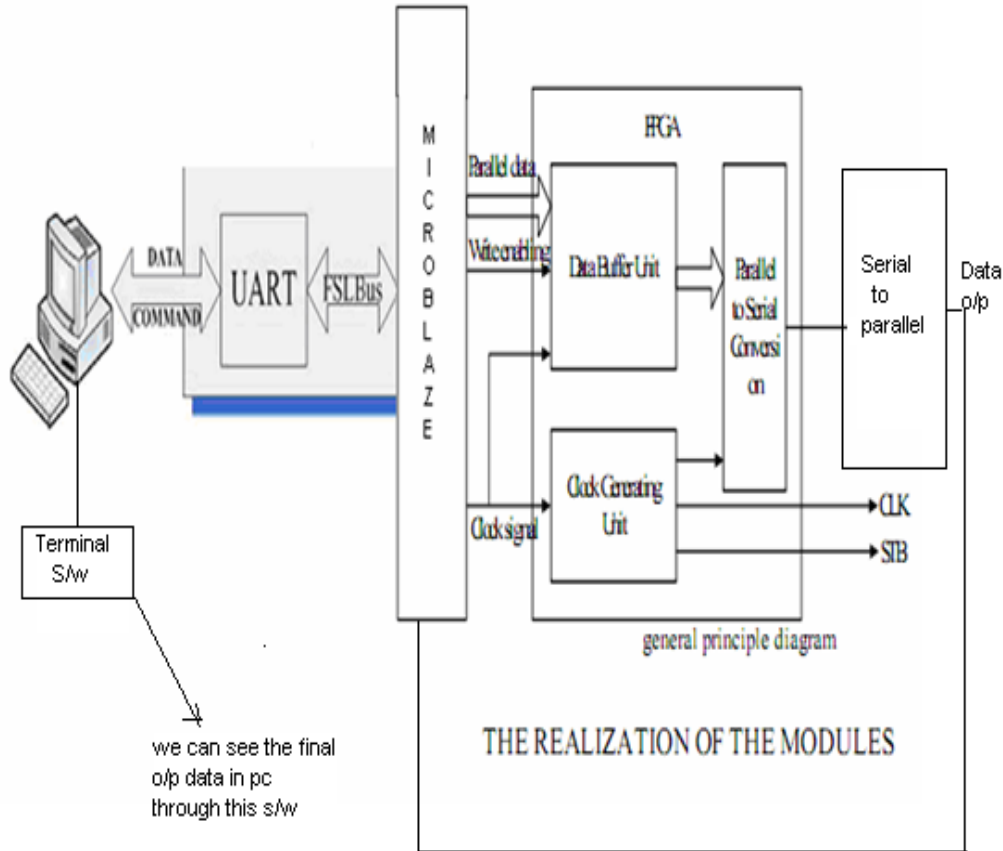 DATA
COMMAND
UART
FSLBus
M
I
C
R
O
B
L
A
Z
E
Parallel data
Write enabling
Clock signal
FPGA
Data Buffer Unit
Parallel
to Serial
Conversi
on
Clock Generating
Unit
CLK
STB
Serial
to
parallel
Data
o/p
Terminal
S/w
general principle diagram
THE REALIZATION OF THE MODULES
we can see the final
o/p data in pc
through this s/w